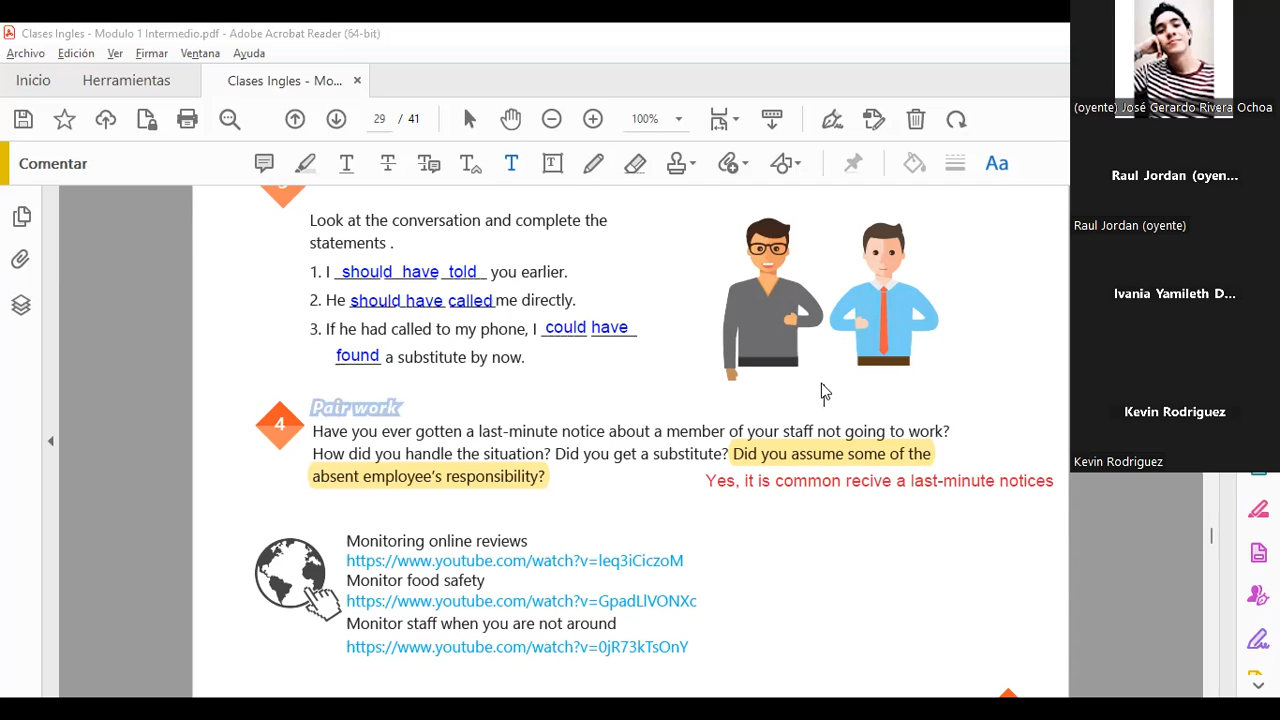 Clases Ingles - Modulo 1 Intermedio.pdf - Adobe Acrobat Reader (64-bit)
Archivo Edición Ver Firmar Ventana Ayuda
Inicio Herramientas Clases Ingles - Mo... ×
29 / 41 100%
Comentar
Aa
Look at the conversation and complete the
statements .
1. I should have told you earlier.
2. He should have called me directly.
3. If he had called to my phone, I could have
found a substitute by now.
4
Pair work
Have you ever gotten a last-minute notice about a member of your staff not going to work?
How did you handle the situation? Did you get a substitute? Did you assume some of the
absent employee's responsibility?
Yes, it is common recive a last-minute notices
Monitoring online reviews
https://www.youtube.com/watch?v=Ieq3iCiczoM
Monitor food safety
https://www.youtube.com/watch?v=GpadLlVONXc
Monitor staff when you are not around
https://www.youtube.com/watch?v=0jR73kTsOnY
(oyente) José Gerardo Rivera Ochoa
Raul Jordan (oyen...
Raul Jordan (oyente)
Ivania Yamileth D...
Kevin Rodriguez
Kevin Rodriguez